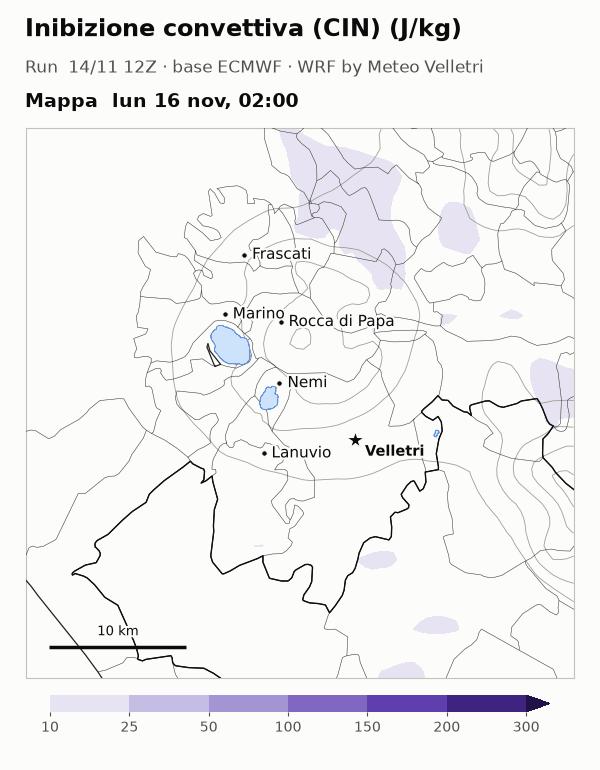 Inibizione convettiva (CIN) (J/kg)
Run  14/11 12Z · base ECMWF · WRF by Meteo Velletri
Mappa  lun 16 nov, 02:00
Frascati
Marino
Rocca di Papa
Nemi
Velletri
Lanuvio
10 km
10 25 50 100 150 200 300